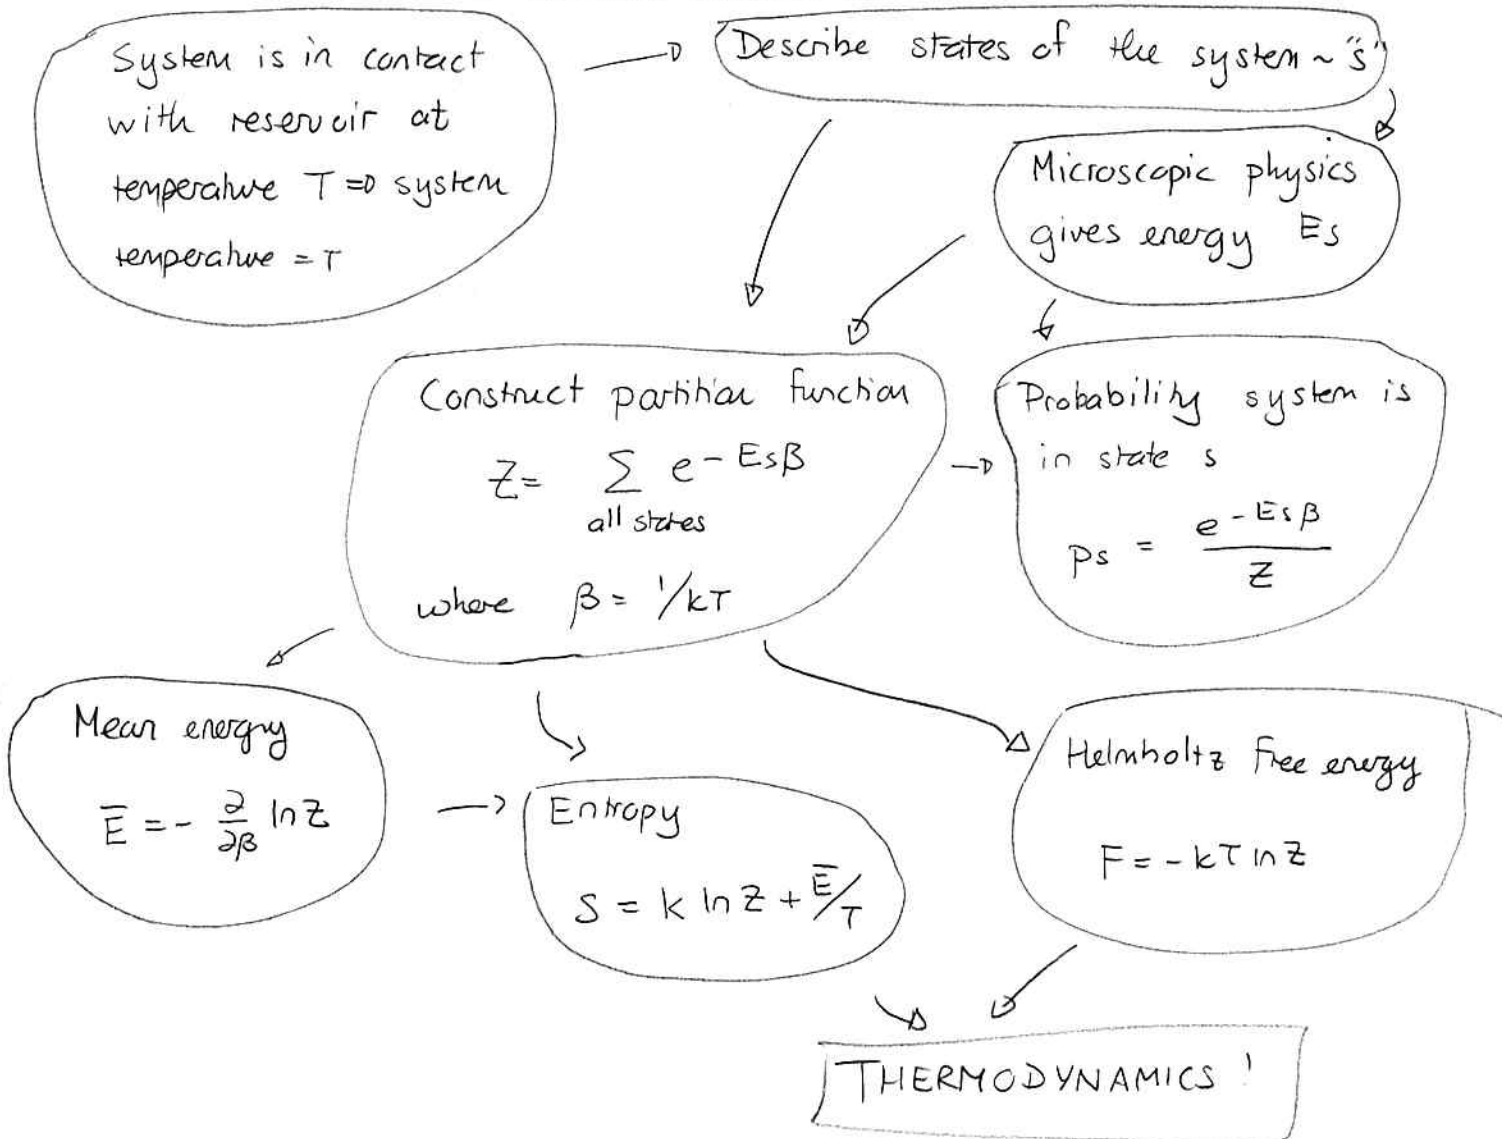 System is in contact
with reservoir at
temperature T ⇒ system
temperature = T
Describe states of the system ~ "s"
Microscopic physics
gives energy Es
Construct partition function
Z = Σ e^{-Esβ}
all states
where β = 1/kT
Probability system is
in state s
ps = e^{-Esβ} / Z
Mean energy
E̅ = - ∂/∂β ln Z
Entropy
S = k ln Z + E̅/T
Helmholtz Free energy
F = -kT ln Z
THERMODYNAMICS !